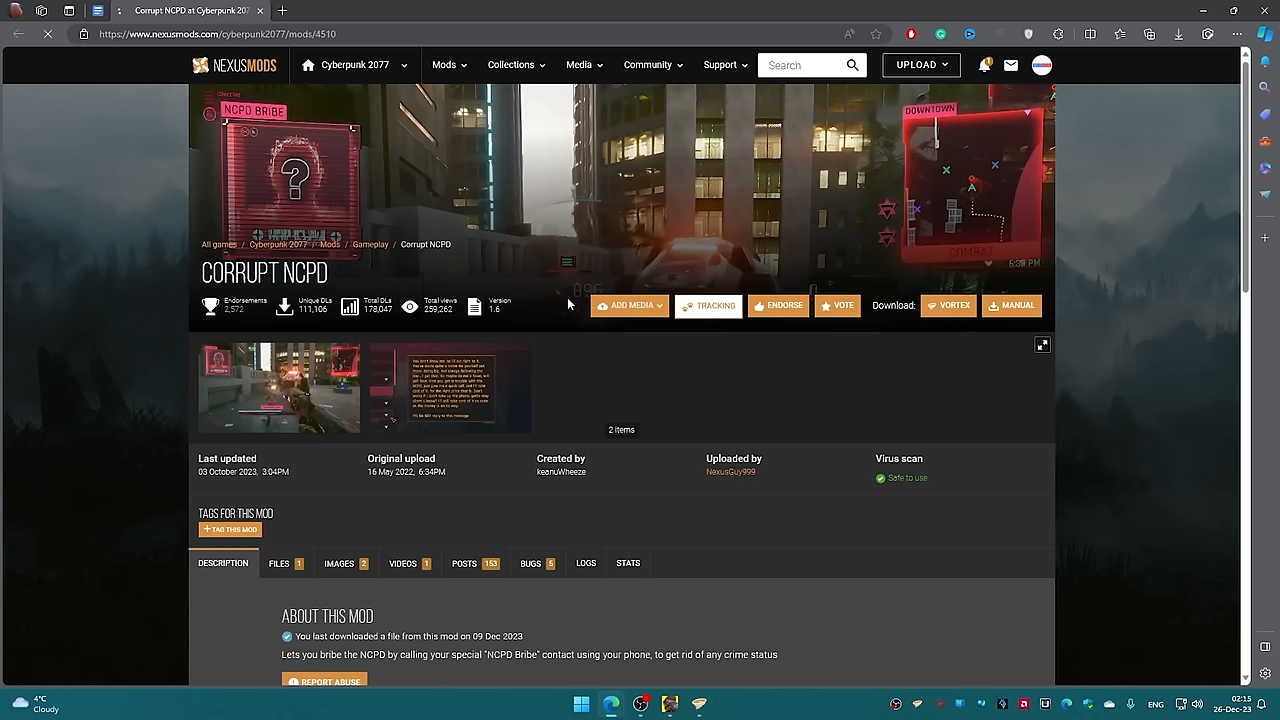 Corrupt NCPD at Cyberpunk 207
https://www.nexusmods.com/cyberpunk2077/mods/4510
NEXUSMODS
Cyberpunk 2077
Mods
Collections
Media
Community
Support
Search
UPLOAD
1
NCPD BRIBE
DOWNTOWN
COMBAT
6:39 PM
All games / Cyberpunk 2077 / Mods / Gameplay / Corrupt NCPD
CORRUPT NCPD
896
Endorsements
2,572
Unique DLs
111,106
Total DLs
178,047
Total views
259,262
Version
1.6
ADD MEDIA
TRACKING
ENDORSE
VOTE
Download:
VORTEX
MANUAL
2 items
Last updated
03 October 2023, 3:04PM
Original upload
16 May 2022, 6:34PM
Created by
keanuWheeze
Uploaded by
NexusGuy999
Virus scan
Safe to use
TAGS FOR THIS MOD
+ TAG THIS MOD
DESCRIPTION
FILES 1
IMAGES 2
VIDEOS 1
POSTS 153
BUGS 5
LOGS
STATS
ABOUT THIS MOD
You last downloaded a file from this mod on 09 Dec 2023
Lets you bribe the NCPD by calling your special "NCPD Bribe" contact using your phone, to get rid of any crime status
REPORT ABUSE
4°C
Cloudy
ENG
02:15
26-Dec-23